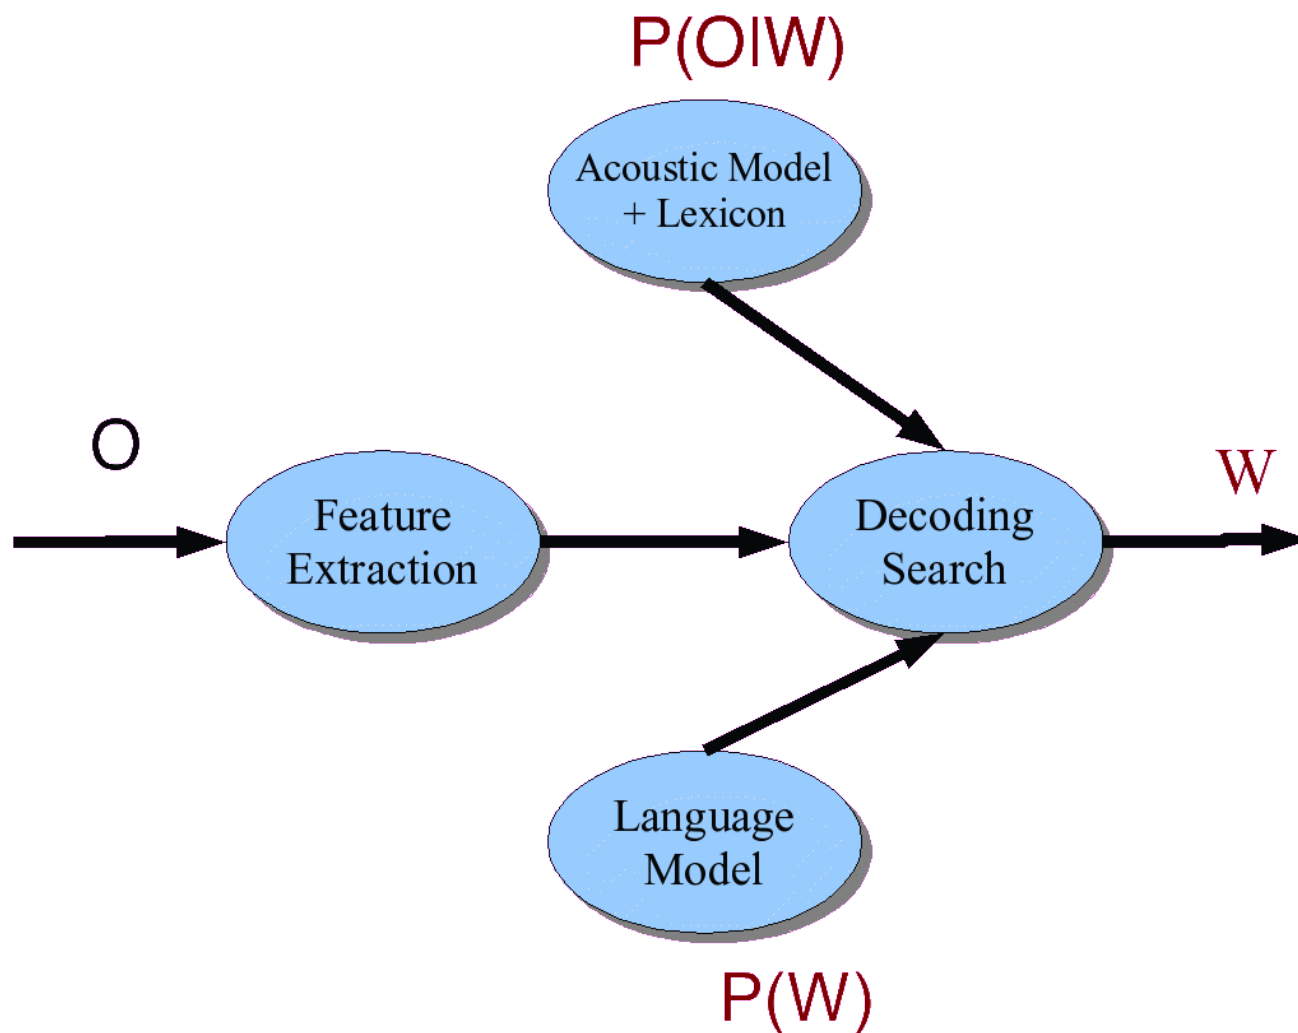 P(O|W)
Acoustic Model
+ Lexicon
O
Feature
Extraction
Decoding
Search
W
Language
Model
P(W)